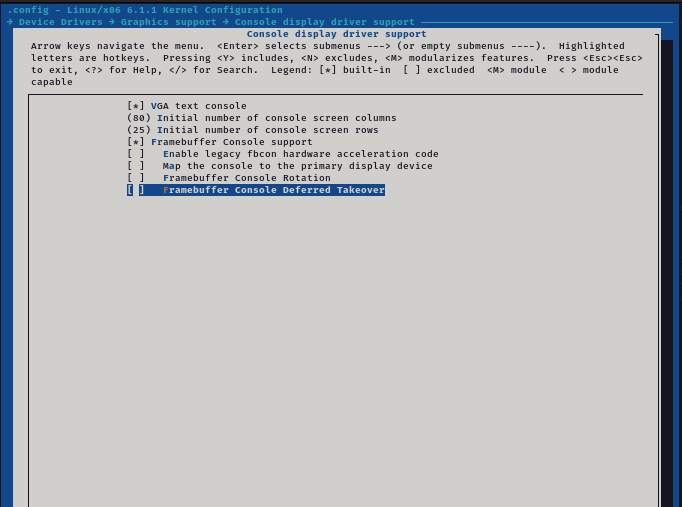 .config - Linux/x86 6.1.1 Kernel Configuration
→ Device Drivers → Graphics support → Console display driver support
Console display driver support
Arrow keys navigate the menu.  <Enter> selects submenus ---> (or empty submenus ----).  Highlighted
letters are hotkeys.  Pressing <Y> includes, <N> excludes, <M> modularizes features.  Press <Esc><Esc>
to exit, <?> for Help, </> for Search.  Legend: [*] built-in  [ ] excluded  <M> module  < > module
capable
[*] VGA text console
(80) Initial number of console screen columns
(25) Initial number of console screen rows
[*] Framebuffer Console support
[ ]   Enable legacy fbcon hardware acceleration code
[ ]   Map the console to the primary display device
[ ]   Framebuffer Console Rotation
[ ]   Framebuffer Console Deferred Takeover